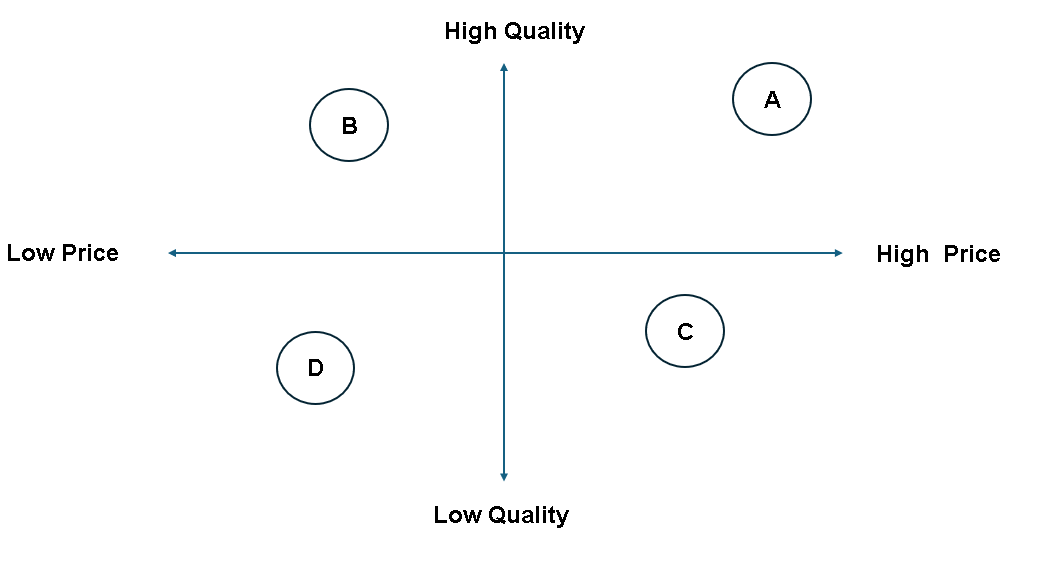 High Quality
A
B
Low Price
High  Price
C
D
Low Quality